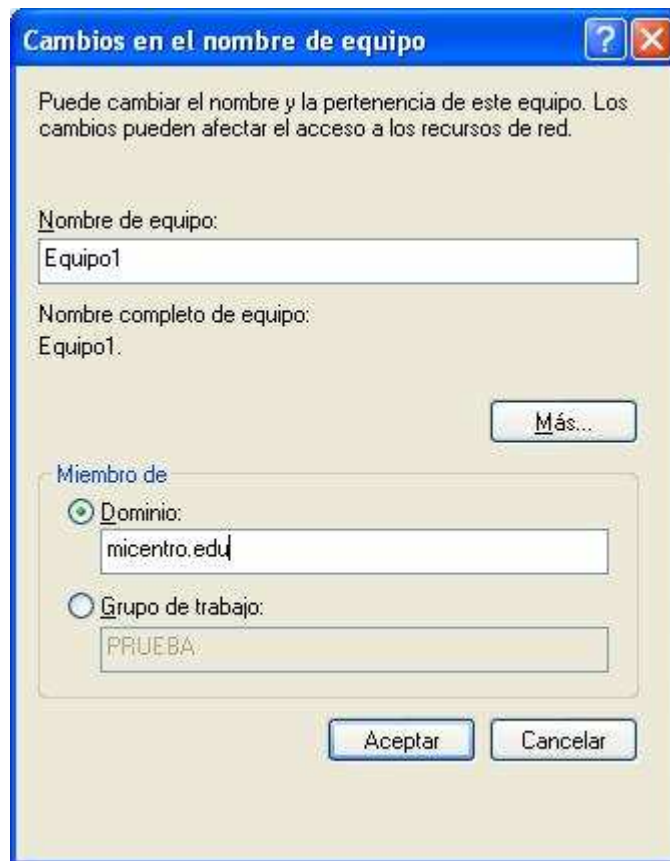 Cambios en el nombre de equipo
Puede cambiar el nombre y la pertenencia de este equipo. Los
cambios pueden afectar el acceso a los recursos de red.
Nombre de equipo:
Equipo1
Nombre completo de equipo:
Equipo1.
Más...
Miembro de
Dominio:
micentro.edu
Grupo de trabajo:
PRUEBA
Aceptar Cancelar